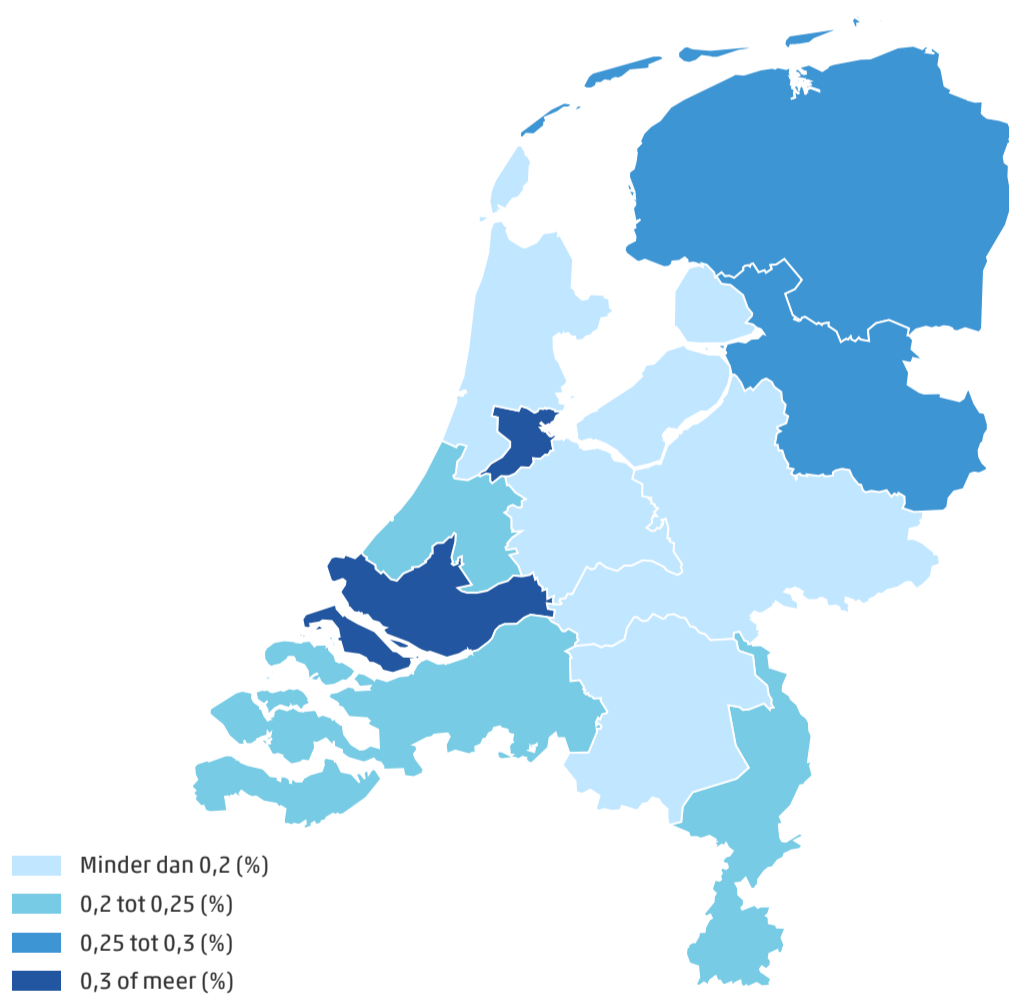 Minder dan 0,2 (%)
0,2 tot 0,25 (%)
0,25 tot 0,3 (%)
0,3 of meer (%)